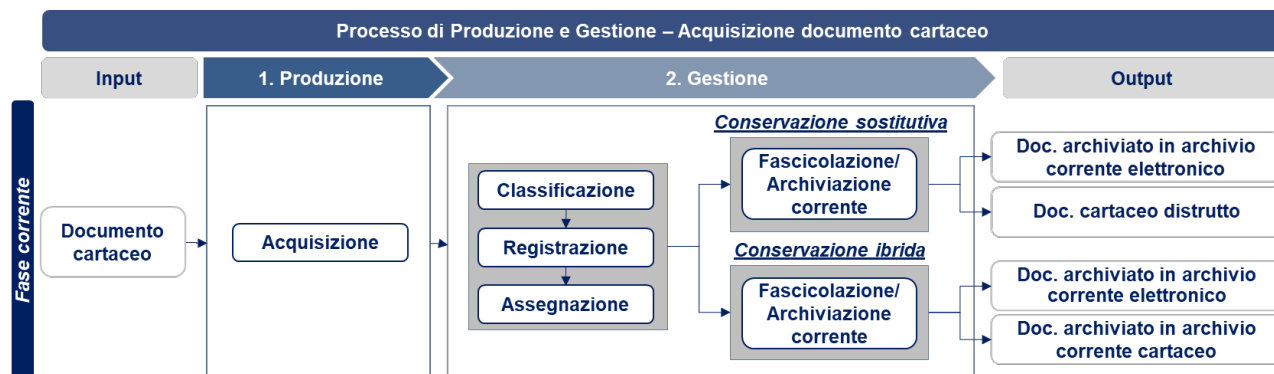 Processo di Produzione e Gestione – Acquisizione documento cartaceo
Input
1. Produzione
2. Gestione
Output
Fase corrente
Documento
cartaceo
Acquisizione
Classificazione
Registrazione
Assegnazione
Conservazione sostitutiva
Fascicolazione/
Archiviazione
corrente
Conservazione ibrida
Fascicolazione/
Archiviazione
corrente
Doc. archiviato in archivio
corrente elettronico
Doc. cartaceo distrutto
Doc. archiviato in archivio
corrente elettronico
Doc. archiviato in archivio
corrente cartaceo